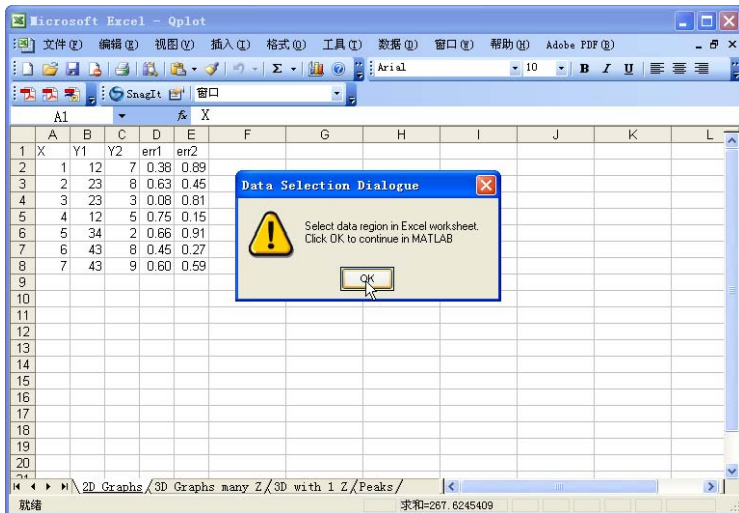 Microsoft Excel - Qplot
文件(F) 编辑(E) 视图(V) 插入(I) 格式(O) 工具(T) 数据(D) 窗口(W) 帮助(H) Adobe PDF(B)
Arial 10 B I U
SnagIt 窗口
A1 fx X
A B C D E F G H I J K L
1 X Y1 Y2 err1 err2
2 1 12 7 0.38 0.89
3 2 23 8 0.63 0.45
4 3 23 3 0.08 0.81
5 4 12 5 0.75 0.15
6 5 34 2 0.66 0.91
7 6 43 8 0.45 0.27
8 7 43 9 0.60 0.59
9
10
11
12
13
14
15
16
17
18
19
20
21
Data Selection Dialogue
Select data region in Excel worksheet.
Click OK to continue in MATLAB
OK
2D Graphs / 3D Graphs many Z / 3D with 1 Z / Peaks /
就绪 求和=267.6245409